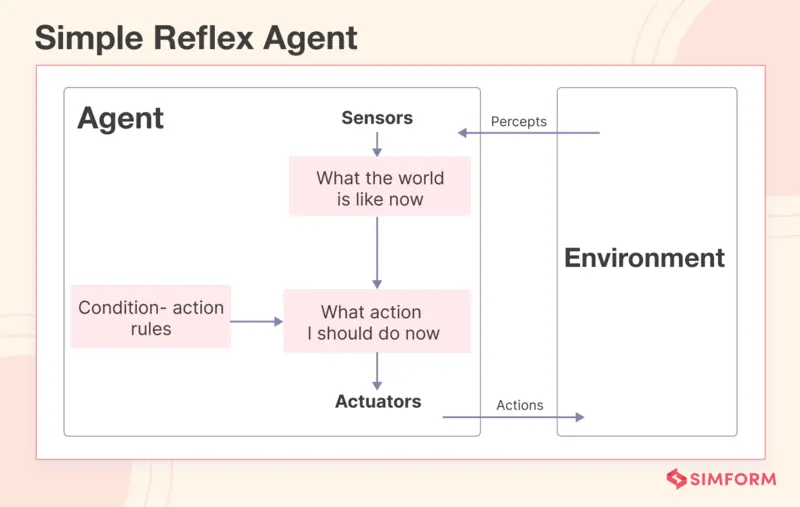 Simple Reflex Agent
Agent
Sensors
Percepts
What the world
is like now
Environment
Condition- action
rules
What action
I should do now
Actuators
Actions
SIMFORM